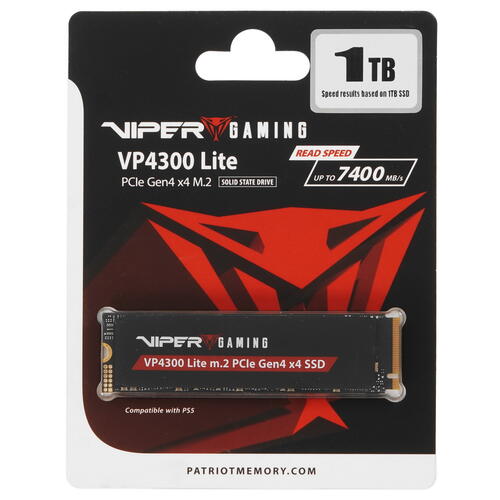 1TB
Speed results based on 1TB SSD
VIPER GAMING
VP4300 Lite
PCIe Gen4 x4 M.2 SOLID STATE DRIVE
READ SPEED
UP TO 7400 MB/s
VIPER GAMING
VP4300 Lite m.2 PCIe Gen4 x4 SSD
Compatible with PS5
PATRIOTMEMORY.COM